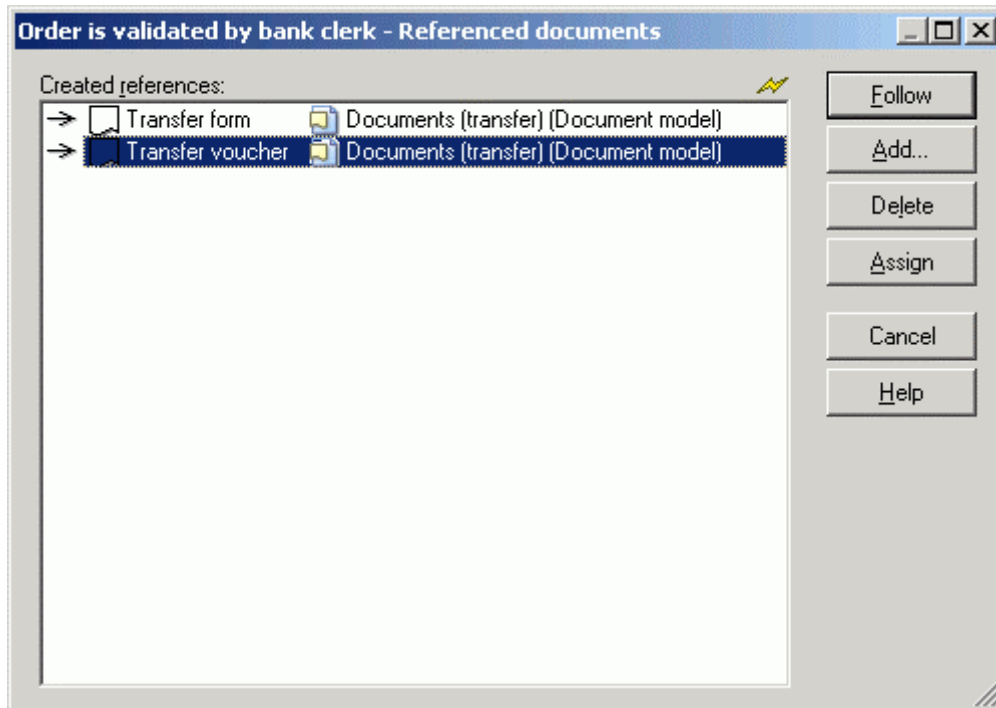 Order is validated by bank clerk - Referenced documents
Created references:
Transfer form Documents (transfer) (Document model)
Transfer voucher Documents (transfer) (Document model)
Follow
Add...
Delete
Assign
Cancel
Help